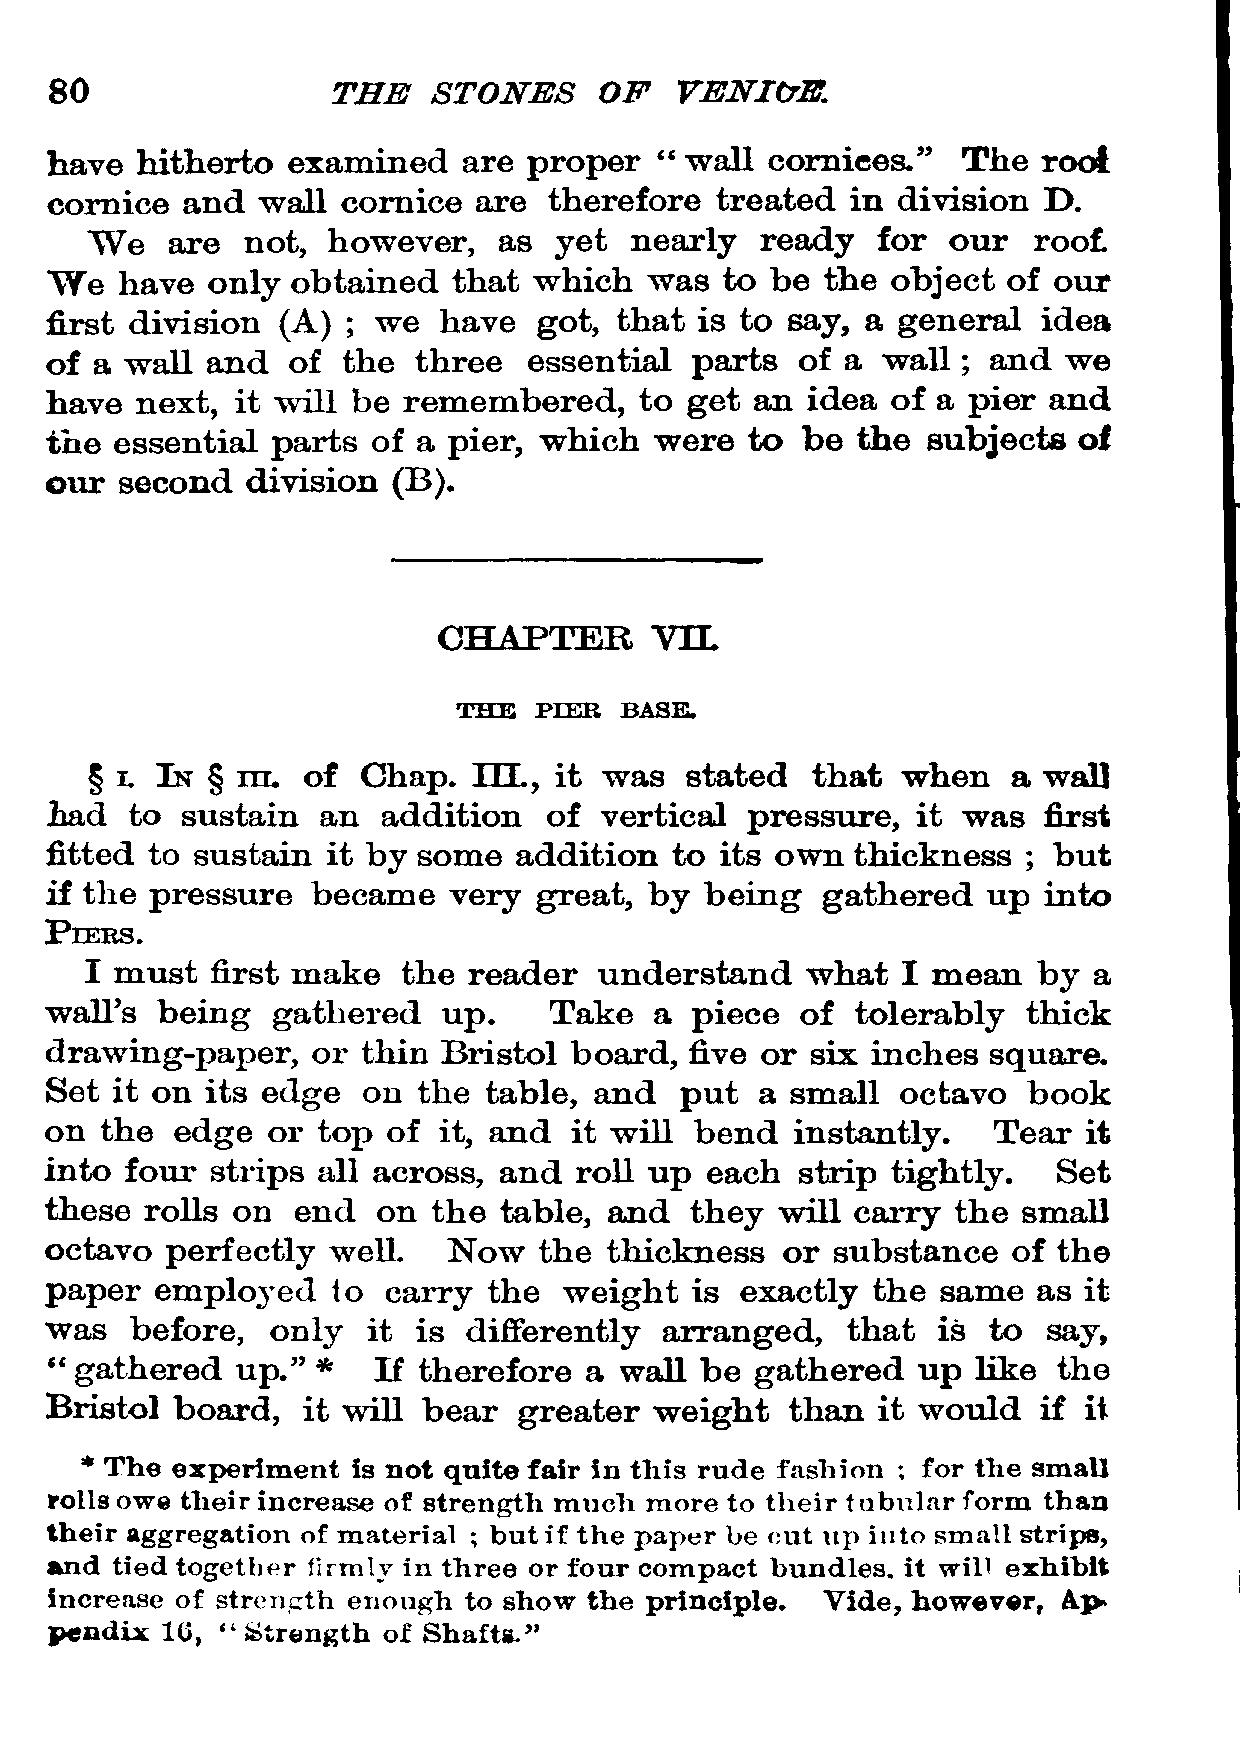 80 THE STONES OF VENICE.
have hitherto examined are proper “ wall cornices.” The roof
cornice and wall cornice are therefore treated in division D.
We are not, however, as yet nearly ready for our roof.
We have only obtained that which was to be the object of our
first division (A) ; we have got, that is to say, a general idea
of a wall and of the three essential parts of a wall ; and we
have next, it will be remembered, to get an idea of a pier and
the essential parts of a pier, which were to be the subjects of
our second division (B).
CHAPTER VII.
THE PIER BASE.
§ I. IN § III. of Chap. III., it was stated that when a wall
had to sustain an addition of vertical pressure, it was first
fitted to sustain it by some addition to its own thickness ; but
if the pressure became very great, by being gathered up into
PIERS.
I must first make the reader understand what I mean by a
wall’s being gathered up. Take a piece of tolerably thick
drawing-paper, or thin Bristol board, five or six inches square.
Set it on its edge on the table, and put a small octavo book
on the edge or top of it, and it will bend instantly. Tear it
into four strips all across, and roll up each strip tightly. Set
these rolls on end on the table, and they will carry the small
octavo perfectly well. Now the thickness or substance of the
paper employed to carry the weight is exactly the same as it
was before, only it is differently arranged, that is to say,
“ gathered up.” * If therefore a wall be gathered up like the
Bristol board, it will bear greater weight than it would if it
* The experiment is not quite fair in this rude fashion ; for the small
rolls owe their increase of strength much more to their tubular form than
their aggregation of material ; but if the paper be cut up into small strips,
and tied together firmly in three or four compact bundles, it will exhibit
increase of strength enough to show the principle. Vide, however, Ap-
pendix 16, “ Strength of Shafts.”